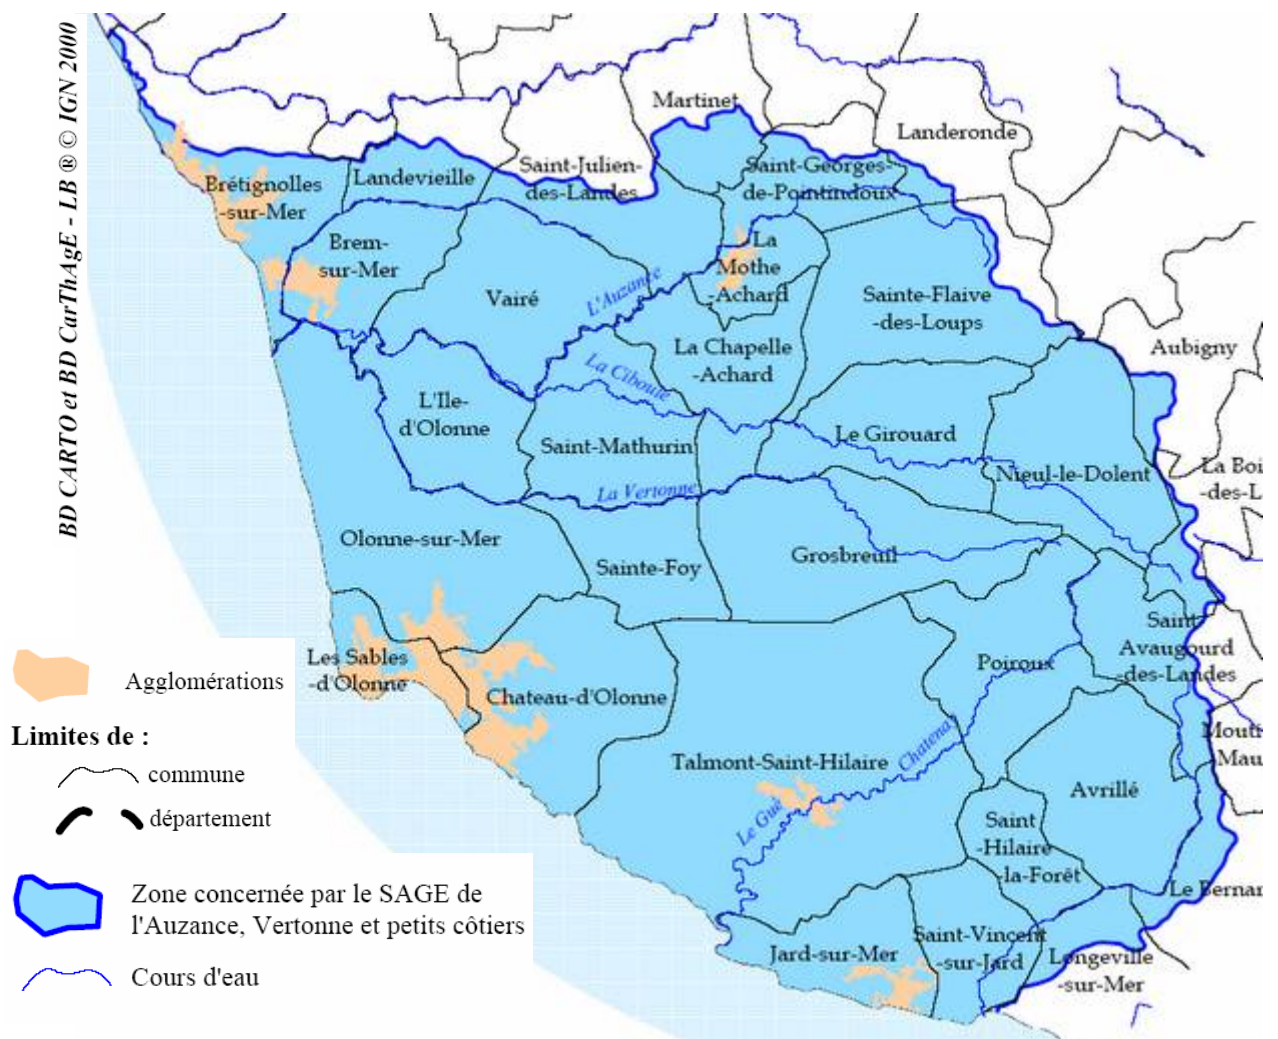 BD CARTO et BD CarThAgE - LB ® © IGN 2000
Martinet
Landeronde
Saint-Julien-
des-Landes
Saint-Georges-
de-Pointindoux
Landevieille
Brétignolles
-sur-Mer
Brem-
sur-Mer
La
Mothe
-Achard
Vairé
L'Auzance
Sainte-Flaive
-des-Loups
Aubigny
La Chapelle
-Achard
La Ciboule
L'Ile-
d'Olonne
Saint-Mathurin
Le Girouard
Nieul-le-Dolent
La Boi
-des-L
La Vertonne
Olonne-sur-Mer
Sainte-Foy
Grosbreuil
Saint
Avaugourd
-des-Landes
Poiroux
Les Sables
-d'Olonne
Chateau-d'Olonne
Mouti
Mau
Talmont-Saint-Hilaire
Le Gué Chatenay
Avrillé
Saint
-Hilaire
-la-Forêt
Le Bernar
Jard-sur-Mer
Saint-Vincent
-sur-Jard
Longeville
-sur-Mer
Agglomérations
Limites de :
commune
département
Zone concernée par le SAGE de
l'Auzance, Vertonne et petits côtiers
Cours d'eau